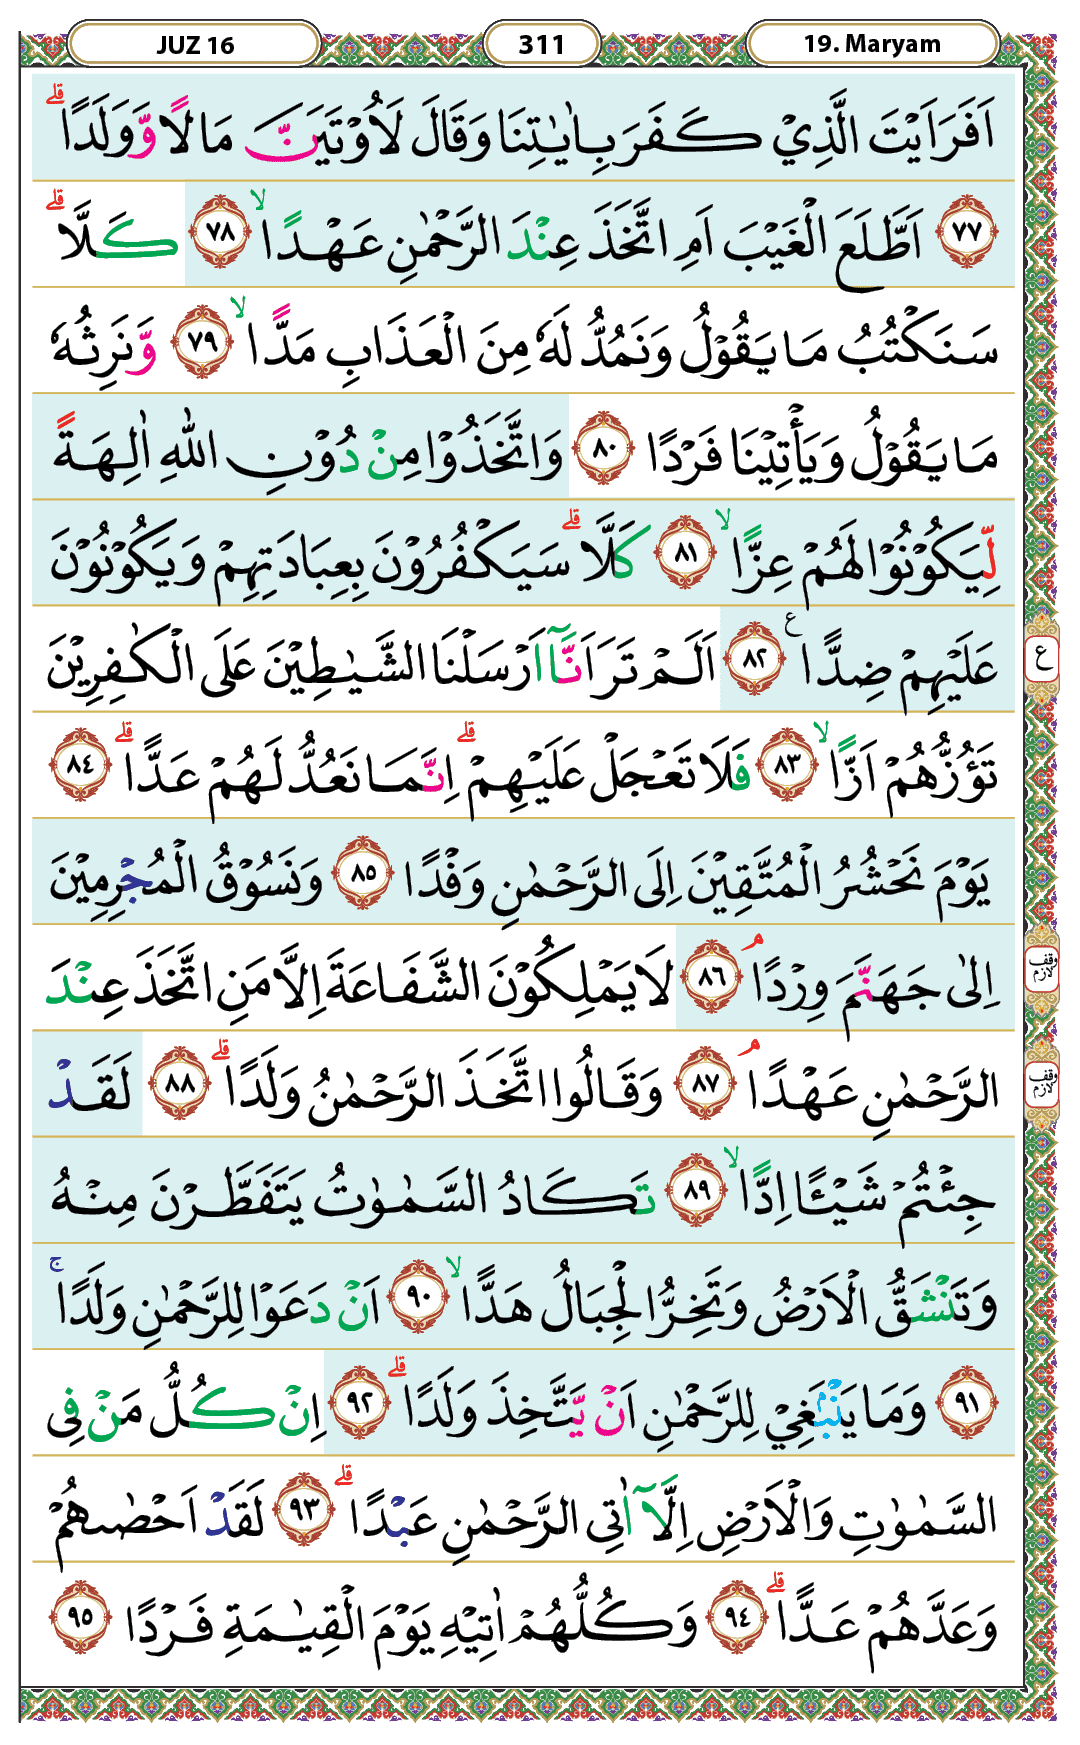 JUZ 16
311
19. Maryam
اَفَرَاَيْتَ الَّذِيْ كَفَرَ بِاٰيٰتِنَا وَقَالَ لَاُوْتَيَنَّ مَالًا وَّوَلَدًا ۗ
٧٧ اَطَّلَعَ الْغَيْبَ اَمِ اتَّخَذَ عِنْدَ الرَّحْمٰنِ عَهْدًا ۙ ٧٨ كَلَّا ۗ
سَنَكْتُبُ مَا يَقُوْلُ وَنَمُدُّ لَهٗ مِنَ الْعَذَابِ مَدًّا ۙ ٧٩ وَّنَرِثُهٗ
مَا يَقُوْلُ وَيَأْتِيْنَا فَرْدًا ٨٠ وَاتَّخَذُوْا مِنْ دُوْنِ اللّٰهِ اٰلِهَةً
لِّيَكُوْنُوْا لَهُمْ عِزًّا ۙ ٨١ كَلَّا ۗ سَيَكْفُرُوْنَ بِعِبَادَتِهِمْ وَيَكُوْنُوْنَ
عَلَيْهِمْ ضِدًّا ع ٨٢ اَلَمْ تَرَ اَنَّآ اَرْسَلْنَا الشَّيٰطِيْنَ عَلَى الْكٰفِرِيْنَ
ع
تَؤُزُّهُمْ اَزًّا ۙ ٨٣ فَلَا تَعْجَلْ عَلَيْهِمْ ۗ اِنَّمَا نَعُدُّ لَهُمْ عَدًّا ۗ ٨٤
يَوْمَ نَحْشُرُ الْمُتَّقِيْنَ اِلَى الرَّحْمٰنِ وَفْدًا ٨٥ وَنَسُوْقُ الْمُجْرِمِيْنَ
اِلٰى جَهَنَّمَ وِرْدًا ۘ ٨٦ لَا يَمْلِكُوْنَ الشَّفَاعَةَ اِلَّا مَنِ اتَّخَذَ عِنْدَ
وقف لازم
الرَّحْمٰنِ عَهْدًا ۘ ٨٧ وَقَالُوا اتَّخَذَ الرَّحْمٰنُ وَلَدًا ۗ ٨٨ لَقَدْ
وقف لازم
جِئْتُمْ شَيْـًٔا اِدًّا ۙ ٨٩ تَكَادُ السَّمٰوٰتُ يَتَفَطَّرْنَ مِنْهُ
وَتَنْشَقُّ الْاَرْضُ وَتَخِرُّ الْجِبَالُ هَدًّا ۙ ٩٠ اَنْ دَعَوْا لِلرَّحْمٰنِ وَلَدًا ۚ
٩١ وَمَا يَنْۢبَغِيْ لِلرَّحْمٰنِ اَنْ يَّتَّخِذَ وَلَدًا ۗ ٩٢ اِنْ كُلُّ مَنْ فِى
السَّمٰوٰتِ وَالْاَرْضِ اِلَّآ اٰتِى الرَّحْمٰنِ عَبْدًا ۗ ٩٣ لَقَدْ اَحْصٰىهُمْ
وَعَدَّهُمْ عَدًّا ۗ ٩٤ وَكُلُّهُمْ اٰتِيْهِ يَوْمَ الْقِيٰمَةِ فَرْدًا ٩٥